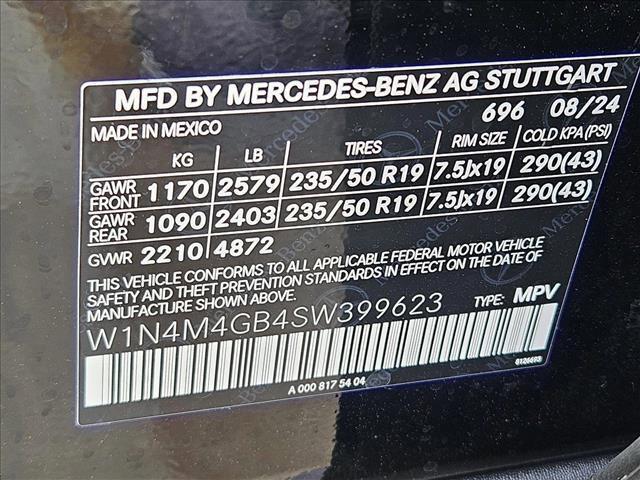 MFD BY MERCEDES-BENZ AG STUTTGART
696 08/24
MADE IN MEXICO
KG LB TIRES RIM SIZE COLD KPA(PSI)
GAWR FRONT 1170 2579 235/50 R19 7.5Jx19 290(43)
GAWR REAR 1090 2403 235/50 R19 7.5Jx19 290(43)
GVWR 2210 4872
THIS VEHICLE CONFORMS TO ALL APPLICABLE FEDERAL MOTOR VEHICLE
SAFETY AND THEFT PREVENTION STANDARDS IN EFFECT ON THE DATE
OF MANUFACTURE SHOWN ABOVE.
W1N4M4GB4SW399623 TYPE: MPV
A 000 817 54 04